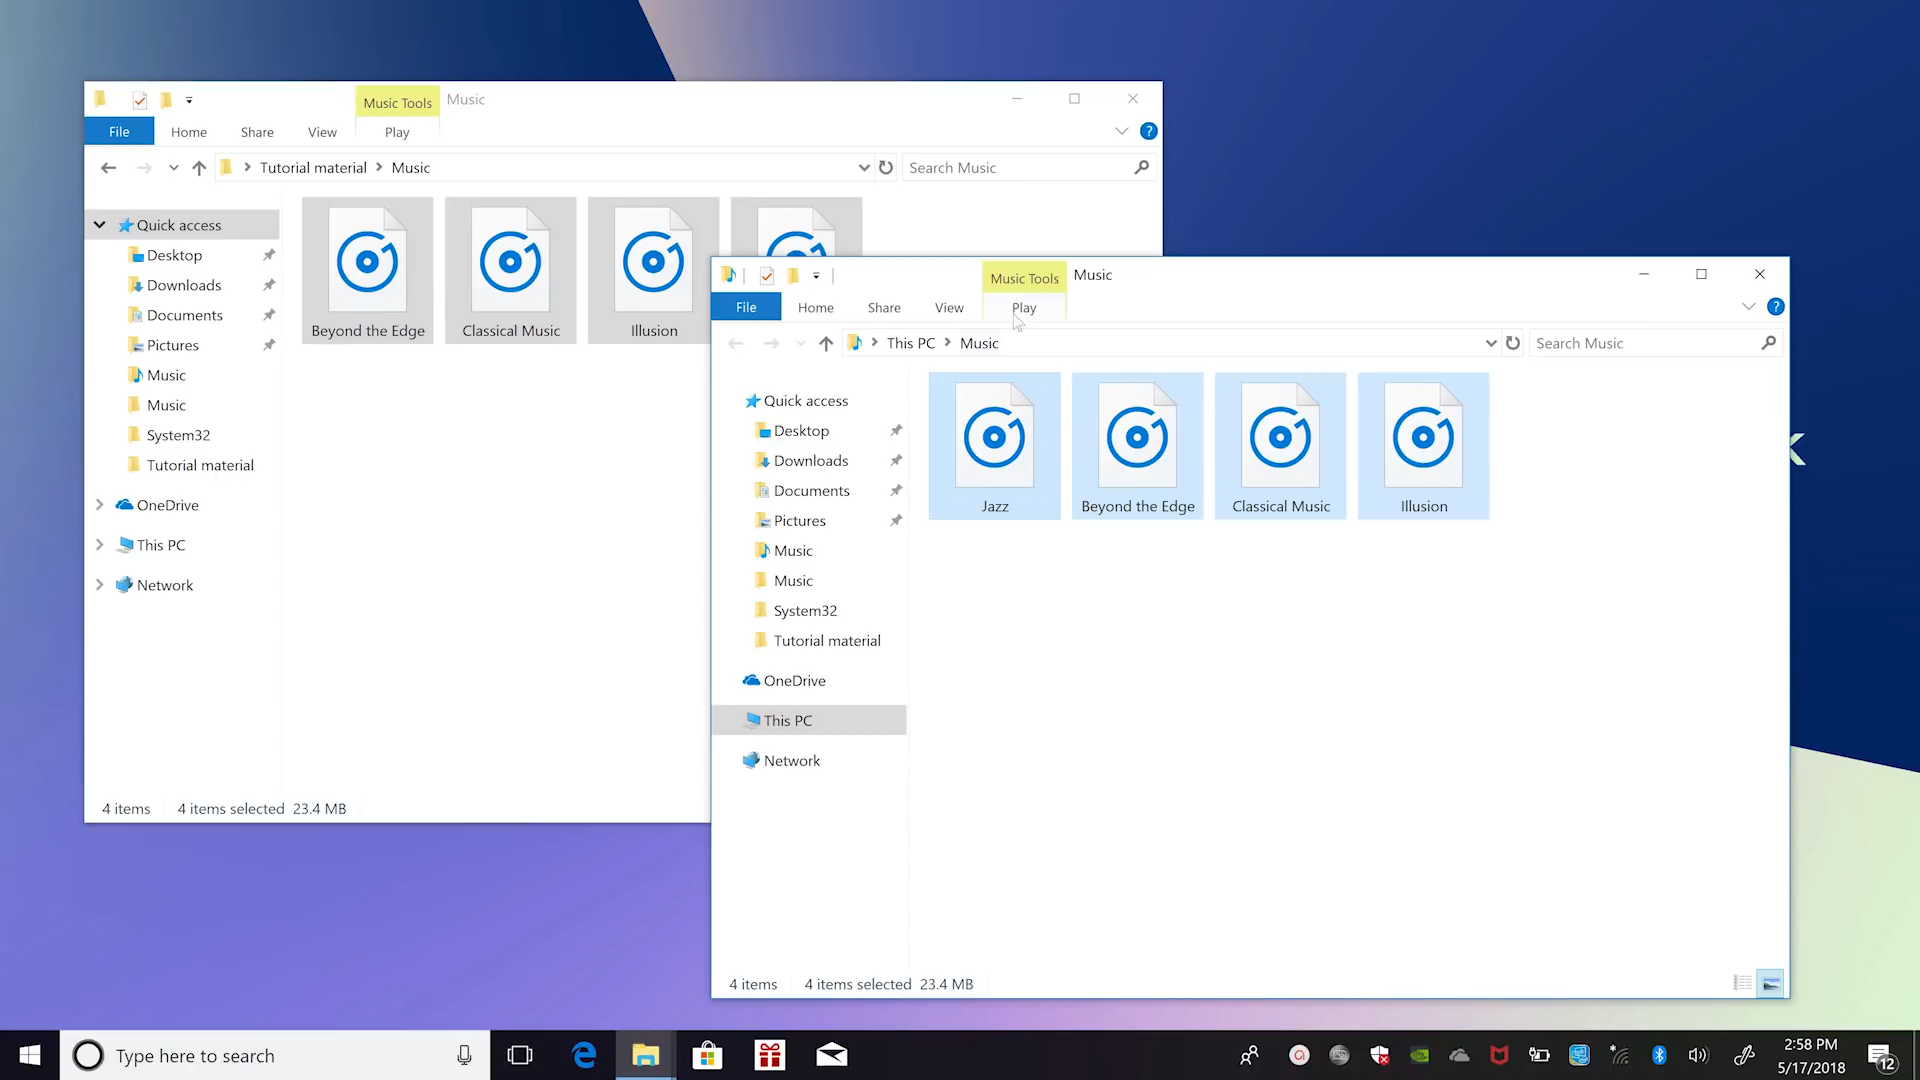 Music Tools
Music
File
Home
Share
View
Play
?
Tutorial material
Music
Search Music
Quick access
Desktop
Downloads
Documents
Pictures
Music
Music
System32
Tutorial material
OneDrive
This PC
Network
Beyond the Edge
Classical Music
Illusion
4 items
4 items selected 23.4 MB
Music Tools
Music
File
Home
Share
View
Play
?
This PC
Music
Search Music
Quick access
Desktop
Downloads
Documents
Pictures
Music
Music
System32
Tutorial material
OneDrive
This PC
Network
Jazz
Beyond the Edge
Classical Music
Illusion
4 items
4 items selected 23.4 MB
Type here to search
2:58 PM
5/17/2018
12